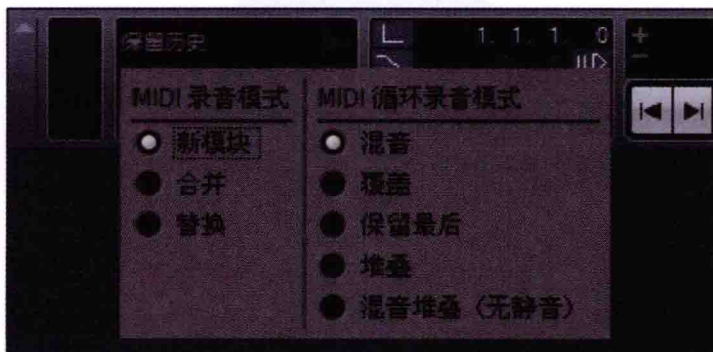 保留历史
1. 1. 1. 0
MIDI 录音模式
新模块
合并
替换
MIDI 循环录音模式
混音
覆盖
保留最后
堆叠
混音堆叠（无静音）